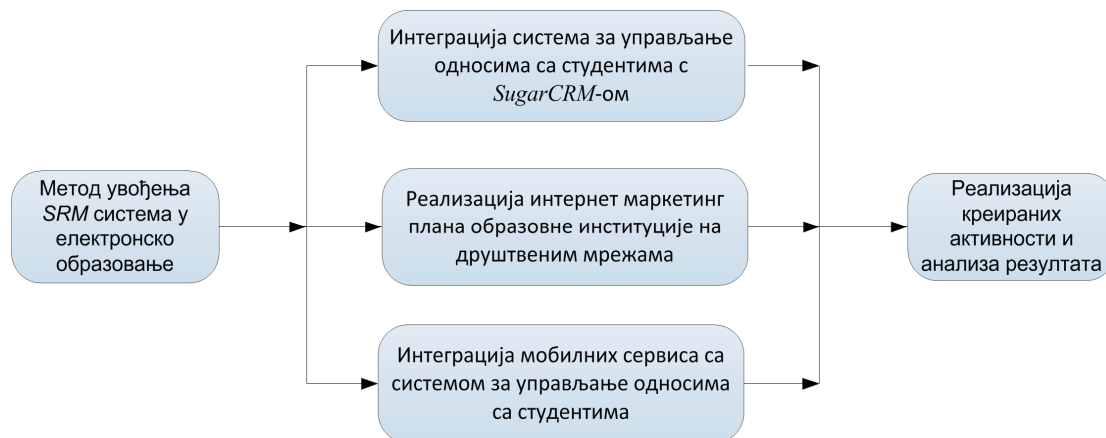 Метод увођења
SRM система у
електронско
образовање
Интеграција система за управљање
односима са студентима с
SugarCRM-ом
Реализација интернет маркетинг
плана образовне институције на
друштвеним мрежама
Интеграција мобилних сервиса са
системом за управљање односима
са студентима
Реализација
креираних
активности и
анализа резултата